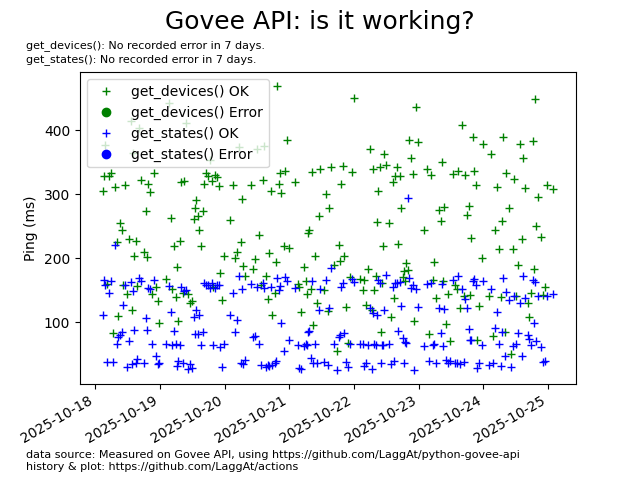 Govee API: is it working?
get_devices(): No recorded error in 7 days.
get_states(): No recorded error in 7 days.
get_devices() OK
get_devices() Error
get_states() OK
get_states() Error
Ping (ms)
400
300
200
100
2025-10-18
2025-10-19
2025-10-20
2025-10-21
2025-10-22
2025-10-23
2025-10-24
2025-10-25
data source: Measured on Govee API, using https://github.com/LaggAt/python-govee-api
history & plot: https://github.com/LaggAt/actions